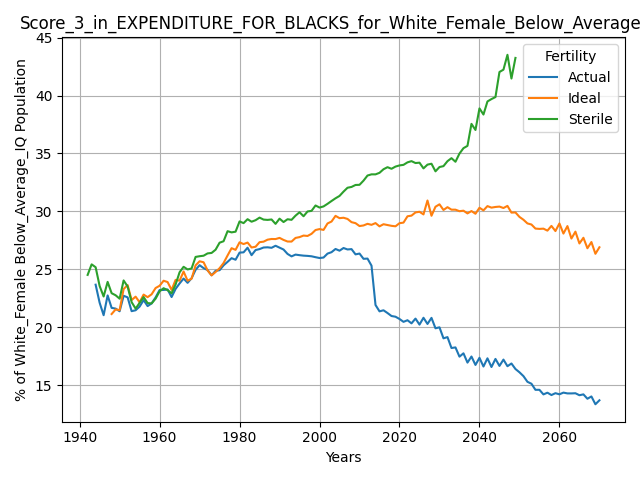 Score_3_in_EXPENDITURE_FOR_BLACKS_for_White_Female_Below_Average
% of White_Female Below_Average_IQ Population
45
40
35
30
25
20
15
Fertility
Actual
Ideal
Sterile
1940 1960 1980 2000 2020 2040 2060
Years